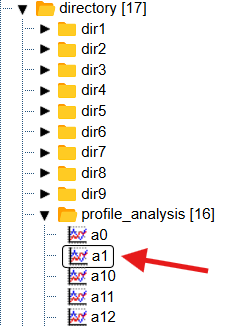 directory [17]
dir1
dir2
dir3
dir4
dir5
dir6
dir7
dir8
dir9
profile_analysis [16]
a0
a1
a10
a11
a12